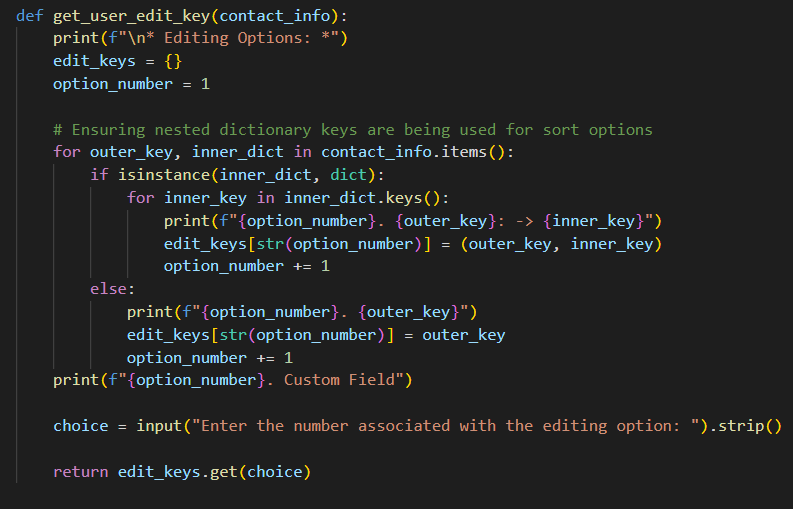 def get_user_edit_key(contact_info):
    print(f"\n* Editing Options: *")
    edit_keys = {}
    option_number = 1

    # Ensuring nested dictionary keys are being used for sort options
    for outer_key, inner_dict in contact_info.items():
        if isinstance(inner_dict, dict):
            for inner_key in inner_dict.keys():
                print(f"{option_number}. {outer_key}: -> {inner_key}")
                edit_keys[str(option_number)] = (outer_key, inner_key)
                option_number += 1
        else:
            print(f"{option_number}. {outer_key}")
            edit_keys[str(option_number)] = outer_key
            option_number += 1
    print(f"{option_number}. Custom Field")

    choice = input("Enter the number associated with the editing option: ").strip()

    return edit_keys.get(choice)